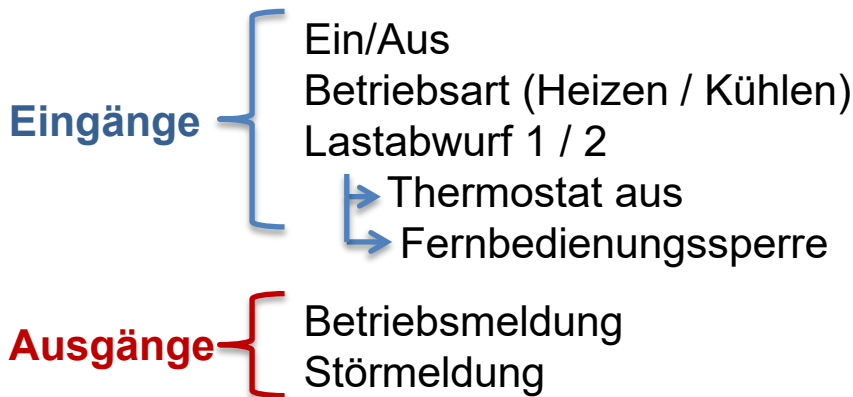 Eingänge
Ein/Aus
Betriebsart (Heizen / Kühlen)
Lastabwurf 1 / 2
Thermostat aus
Fernbedienungssperre
Ausgänge
Betriebsmeldung
Störmeldung